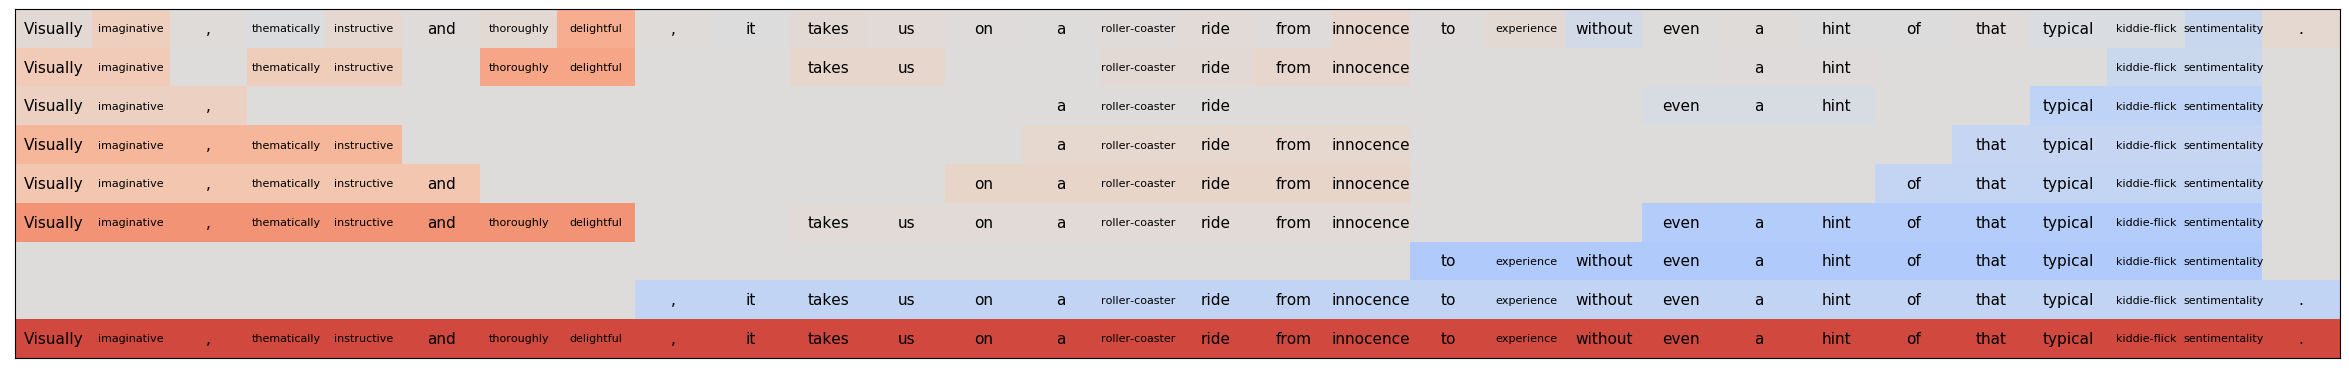 Visually imaginative , thematically instructive and thoroughly delightful , it takes us on a roller-coaster ride from innocence to experience without even a hint of that typical kiddie-flick sentimentality .
Visually imaginative thematically instructive thoroughly delightful takes us roller-coaster ride from innocence a hint kiddie-flick sentimentality
Visually imaginative , a roller-coaster ride even a hint typical kiddie-flick sentimentality
Visually imaginative , thematically instructive a roller-coaster ride from innocence that typical kiddie-flick sentimentality
Visually imaginative , thematically instructive and on a roller-coaster ride from innocence of that typical kiddie-flick sentimentality
Visually imaginative , thematically instructive and thoroughly delightful takes us on a roller-coaster ride from innocence even a hint of that typical kiddie-flick sentimentality
to experience without even a hint of that typical kiddie-flick sentimentality
, it takes us on a roller-coaster ride from innocence to experience without even a hint of that typical kiddie-flick sentimentality .
Visually imaginative , thematically instructive and thoroughly delightful , it takes us on a roller-coaster ride from innocence to experience without even a hint of that typical kiddie-flick sentimentality .